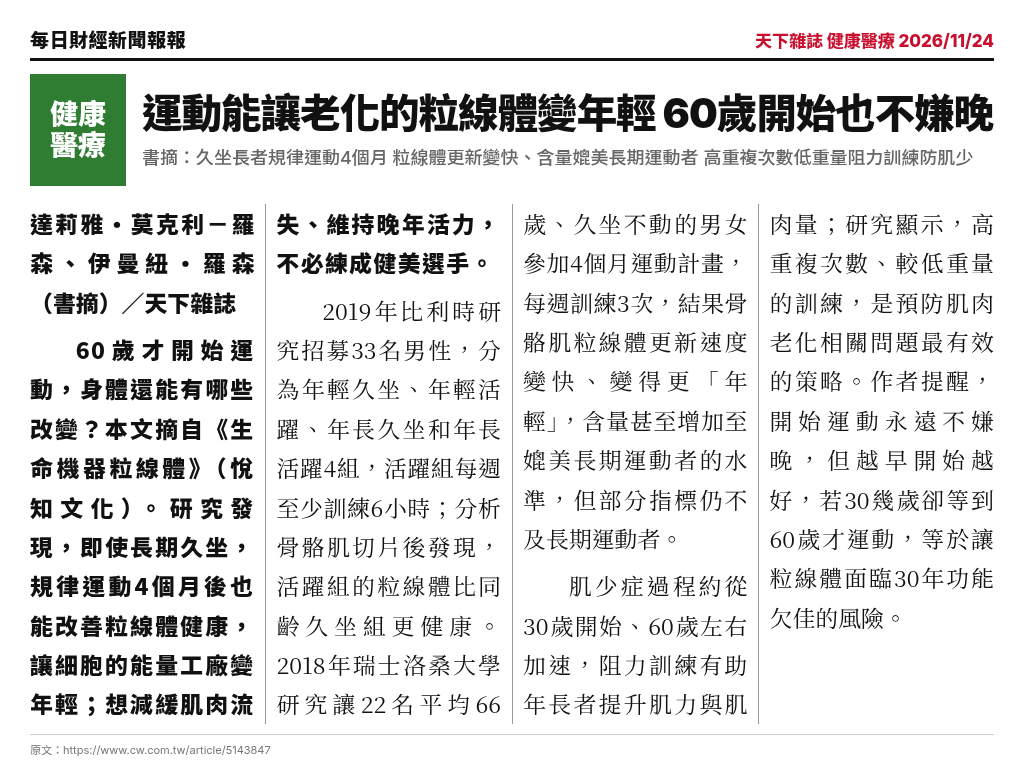 每日財經新聞報報
天下雜誌 健康醫療 2026/11/24
健康
醫療
運動能讓老化的粒線體變年輕 60歲開始也不嫌晚
書摘：久坐長者規律運動4個月 粒線體更新變快、含量媲美長期運動者 高重複次數低重量阻力訓練防肌少
達莉雅・莫克利－羅
森、伊曼紐・羅森
（書摘）／天下雜誌
60歲才開始運
動，身體還能有哪些
改變？本文摘自《生
命機器粒線體》（悅
知文化）。研究發
現，即使長期久坐，
規律運動4個月後也
能改善粒線體健康，
讓細胞的能量工廠變
年輕；想減緩肌肉流
失、維持晚年活力，
不必練成健美選手。
2019年比利時研
究招募33名男性，分
為年輕久坐、年輕活
躍、年長久坐和年長
活躍4組，活躍組每週
至少訓練6小時；分析
骨骼肌切片後發現，
活躍組的粒線體比同
齡久坐組更健康。
2018年瑞士洛桑大學
研究讓22名平均66
歲、久坐不動的男女
參加4個月運動計畫，
每週訓練3次，結果骨
骼肌粒線體更新速度
變快、變得更「年
輕」，含量甚至增加至
媲美長期運動者的水
準，但部分指標仍不
及長期運動者。
肌少症過程約從
30歲開始、60歲左右
加速，阻力訓練有助
年長者提升肌力與肌
肉量；研究顯示，高
重複次數、較低重量
的訓練，是預防肌肉
老化相關問題最有效
的策略。作者提醒，
開始運動永遠不嫌
晚，但越早開始越
好，若30幾歲卻等到
60歲才運動，等於讓
粒線體面臨30年功能
欠佳的風險。
原文：https://www.cw.com.tw/article/5143847